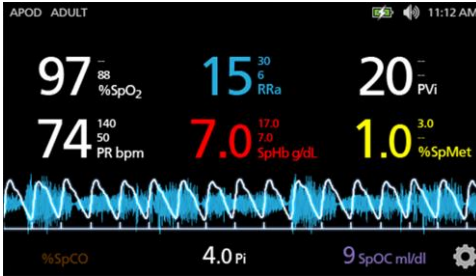 APOD ADULT 11:12 AM
97 -- 88 %SpO₂
15 30 6 RRa
20 -- -- PVi
74 140 50 PR bpm
7.0 17.0 7.0 SpHb g/dL
1.0 3.0 -- %SpMet
%SpCO 4.0 Pi 9 SpOC ml/dl